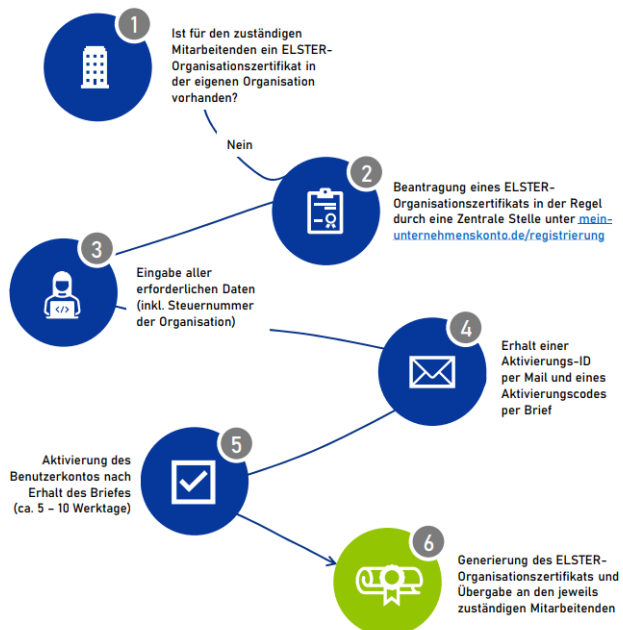 1
Ist für den zuständigen
Mitarbeitenden ein ELSTER-
Organisationszertifikat in
der eigenen Organisation
vorhanden?
Nein
2
Beantragung eines ELSTER-
Organisationszertifikats in der Regel
durch eine Zentrale Stelle unter mein-
unternehmenskonto.de/registrierung
3
Eingabe aller
erforderlichen Daten
(inkl. Steuernummer
der Organisation)
4
Erhalt einer
Aktivierungs-ID
per Mail und eines
Aktivierungscodes
per Brief
5
Aktivierung des
Benutzerkontos nach
Erhalt des Briefes
(ca. 5 – 10 Werktage)
6
Generierung des ELSTER-
Organisationszertifikats und
Übergabe an den jeweils
zuständigen Mitarbeitenden